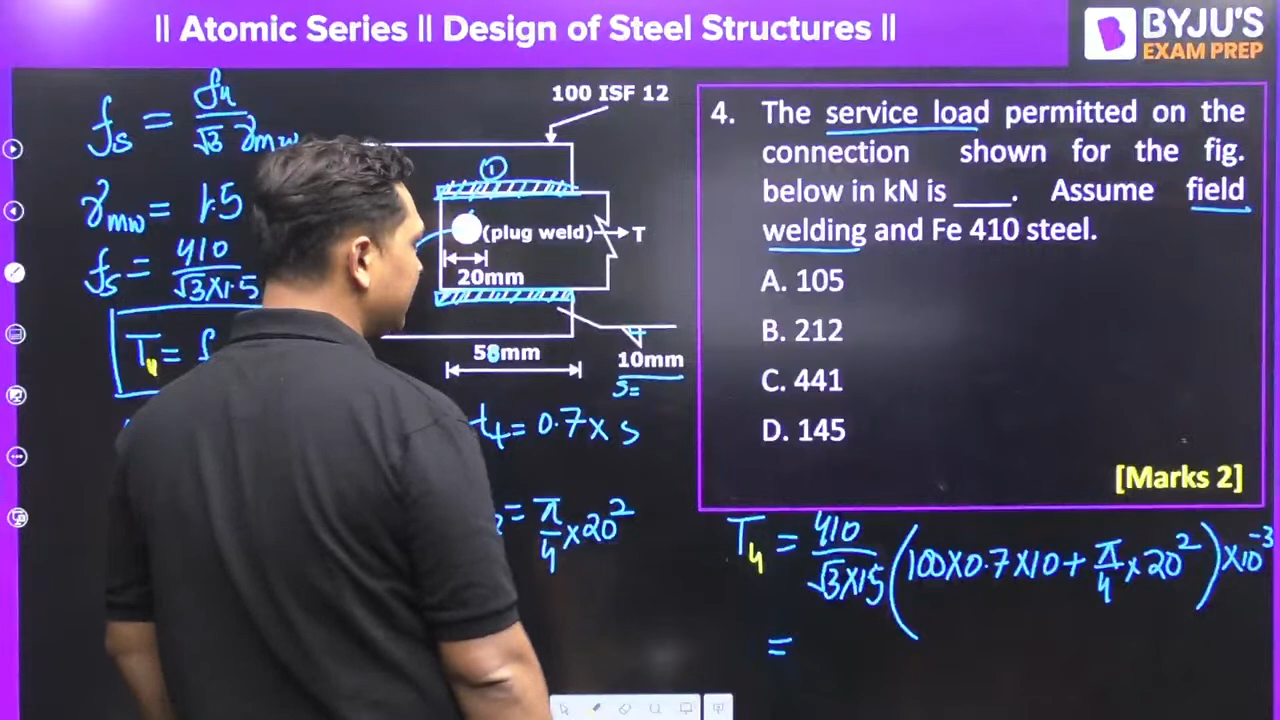 || Atomic Series || Design of Steel Structures ||
BYJU'S
EXAM PREP
fs = fu / √3 γmw
γmw = 1.5
fs = 410 / √3×1.5
Tu = f
100 ISF 12
①
(plug weld)
T
20mm
58mm
10mm
s=
tt = 0.7× s
= π/4 ×20²
4. The service load permitted on the
connection shown for the fig.
below in kN is ____. Assume field
welding and Fe 410 steel.
A. 105
B. 212
C. 441
D. 145
[Marks 2]
Tu = 410 / √3×1.5 (100×0.7×10 + π/4 ×20²)×10⁻³
=